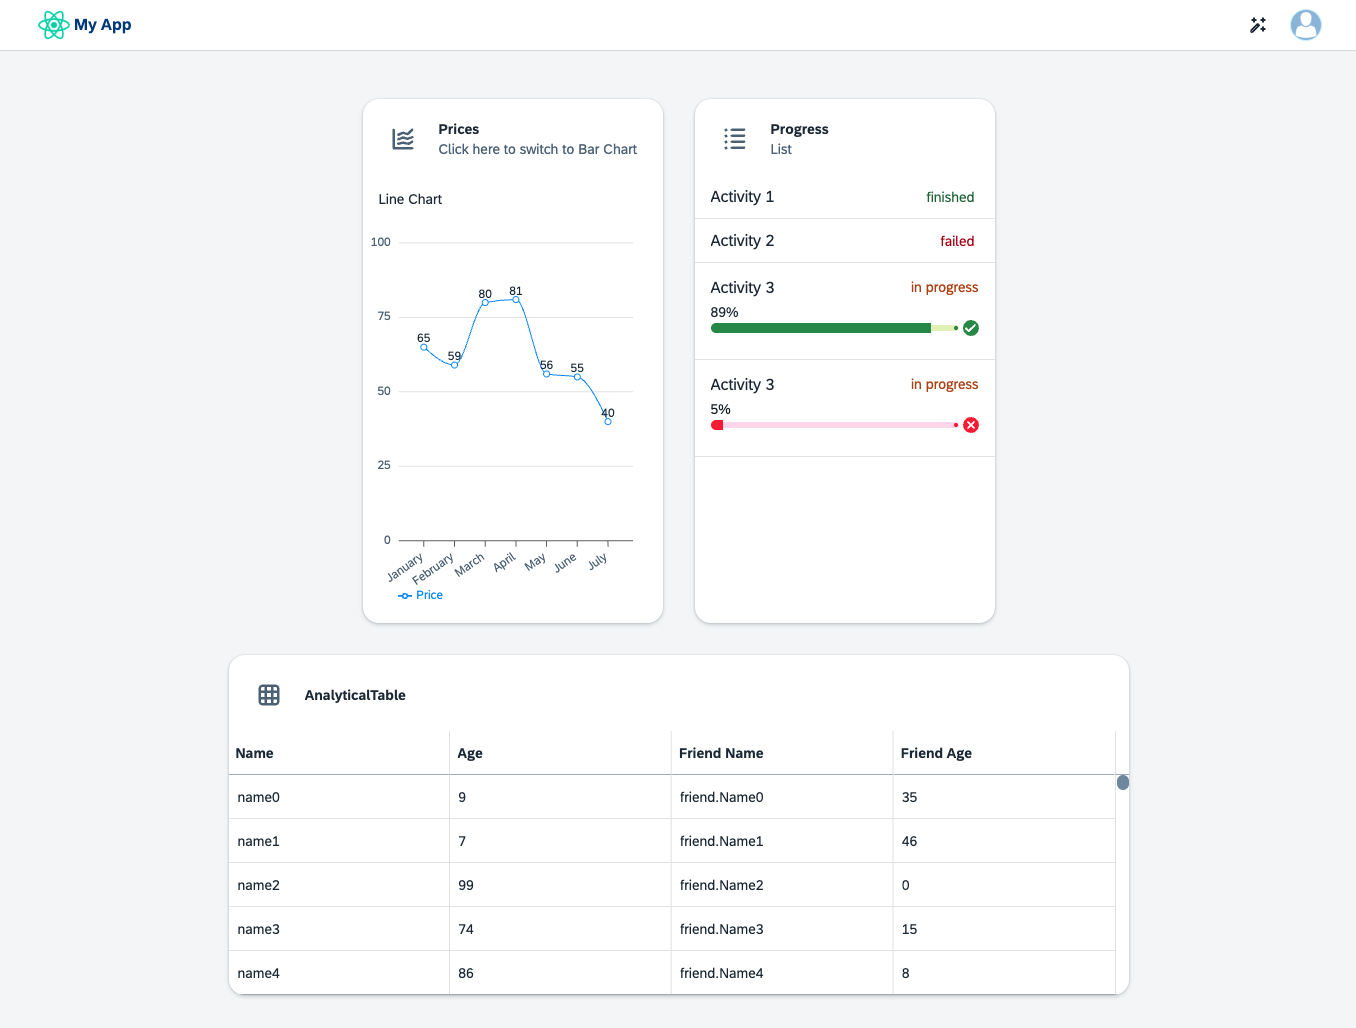 My App
Prices
Click here to switch to Bar Chart
Line Chart
100
75
50
25
0
65
59
80
81
56
55
40
January
February
March
April
May
June
July
Price
Progress
List
Activity 1 finished
Activity 2 failed
Activity 3 in progress
89%
Activity 3 in progress
5%
AnalyticalTable
Name Age Friend Name Friend Age
name0 9 friend.Name0 35
name1 7 friend.Name1 46
name2 99 friend.Name2 0
name3 74 friend.Name3 15
name4 86 friend.Name4 8